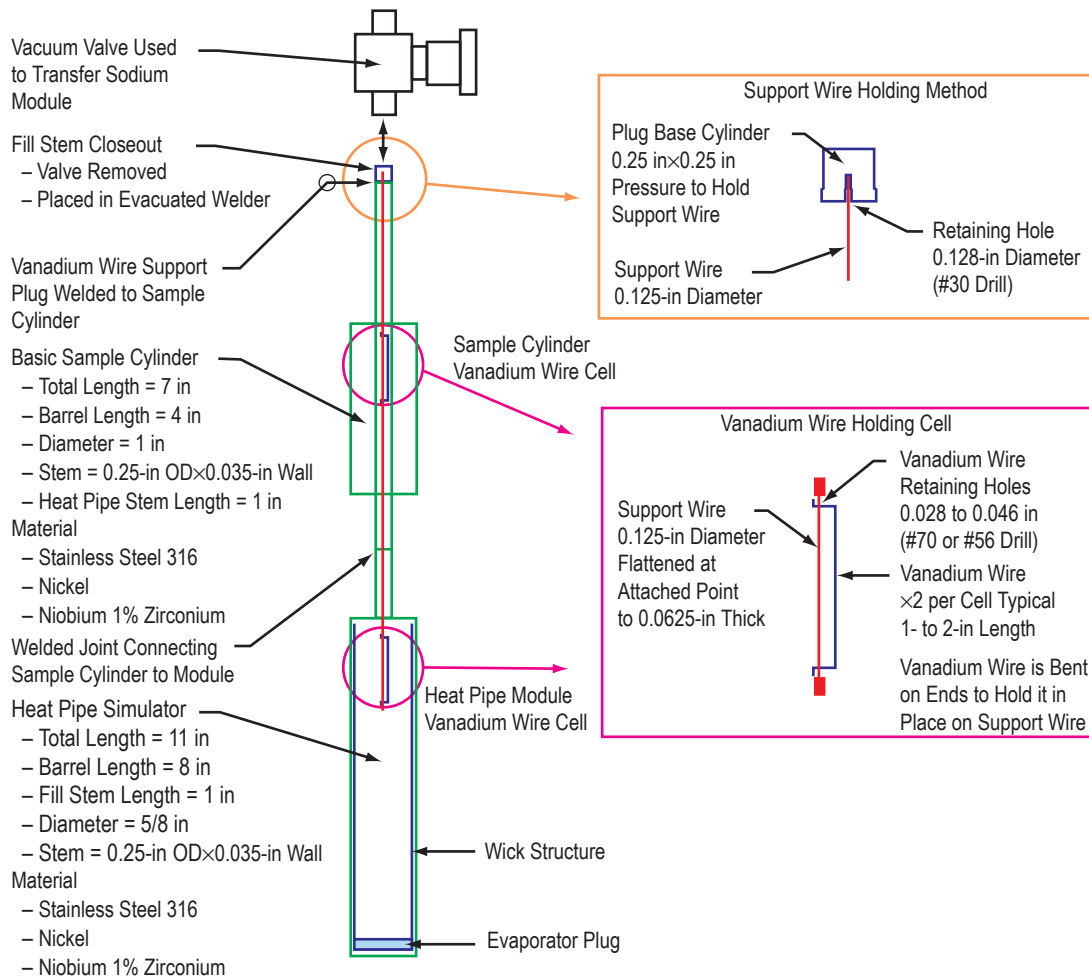 Vacuum Valve Used
to Transfer Sodium
Module
Fill Stem Closeout
– Valve Removed
– Placed in Evacuated Welder
Vanadium Wire Support
Plug Welded to Sample
Cylinder
Basic Sample Cylinder
– Total Length = 7 in
– Barrel Length = 4 in
– Diameter = 1 in
– Stem = 0.25-in OD×0.035-in Wall
– Heat Pipe Stem Length = 1 in
Material
– Stainless Steel 316
– Nickel
– Niobium 1% Zirconium
Welded Joint Connecting
Sample Cylinder to Module
Heat Pipe Simulator
– Total Length = 11 in
– Barrel Length = 8 in
– Fill Stem Length = 1 in
– Diameter = 5/8 in
– Stem = 0.25-in OD×0.035-in Wall
Material
– Stainless Steel 316
– Nickel
– Niobium 1% Zirconium
Sample Cylinder
Vanadium Wire Cell
Heat Pipe Module
Vanadium Wire Cell
Wick Structure
Evaporator Plug
Support Wire Holding Method
Plug Base Cylinder
0.25 in×0.25 in
Pressure to Hold
Support Wire
Support Wire
0.125-in Diameter
Retaining Hole
0.128-in Diameter
(#30 Drill)
Vanadium Wire Holding Cell
Support Wire
0.125-in Diameter
Flattened at
Attached Point
to 0.0625-in Thick
Vanadium Wire
Retaining Holes
0.028 to 0.046 in
(#70 or #56 Drill)
Vanadium Wire
×2 per Cell Typical
1- to 2-in Length
Vanadium Wire is Bent
on Ends to Hold it in
Place on Support Wire